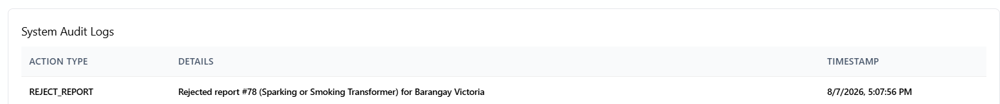 System Audit Logs
ACTION TYPE DETAILS TIMESTAMP
REJECT_REPORT Rejected report #78 (Sparking or Smoking Transformer) for Barangay Victoria 8/7/2026, 5:07:56 PM